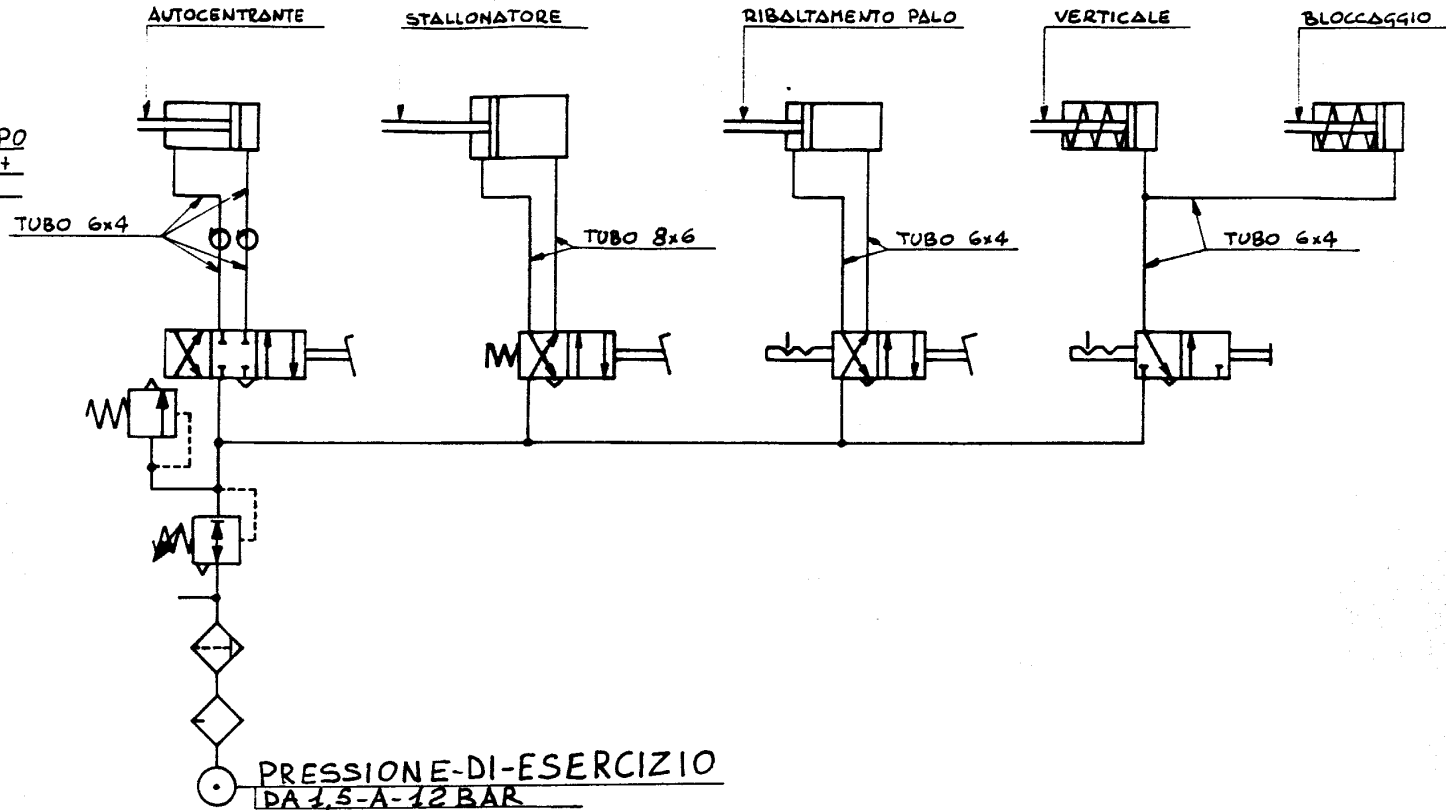 AUTOCENTRANTE
STALLONATORE
RIBALTAMENTO PALO
VERTICALE
BLOCCAGGIO
PO
+
TUBO 6x4
TUBO 8x6
TUBO 6x4
TUBO 6x4
PRESSIONE-DI-ESERCIZIO
DA 1,5-A-12 BAR